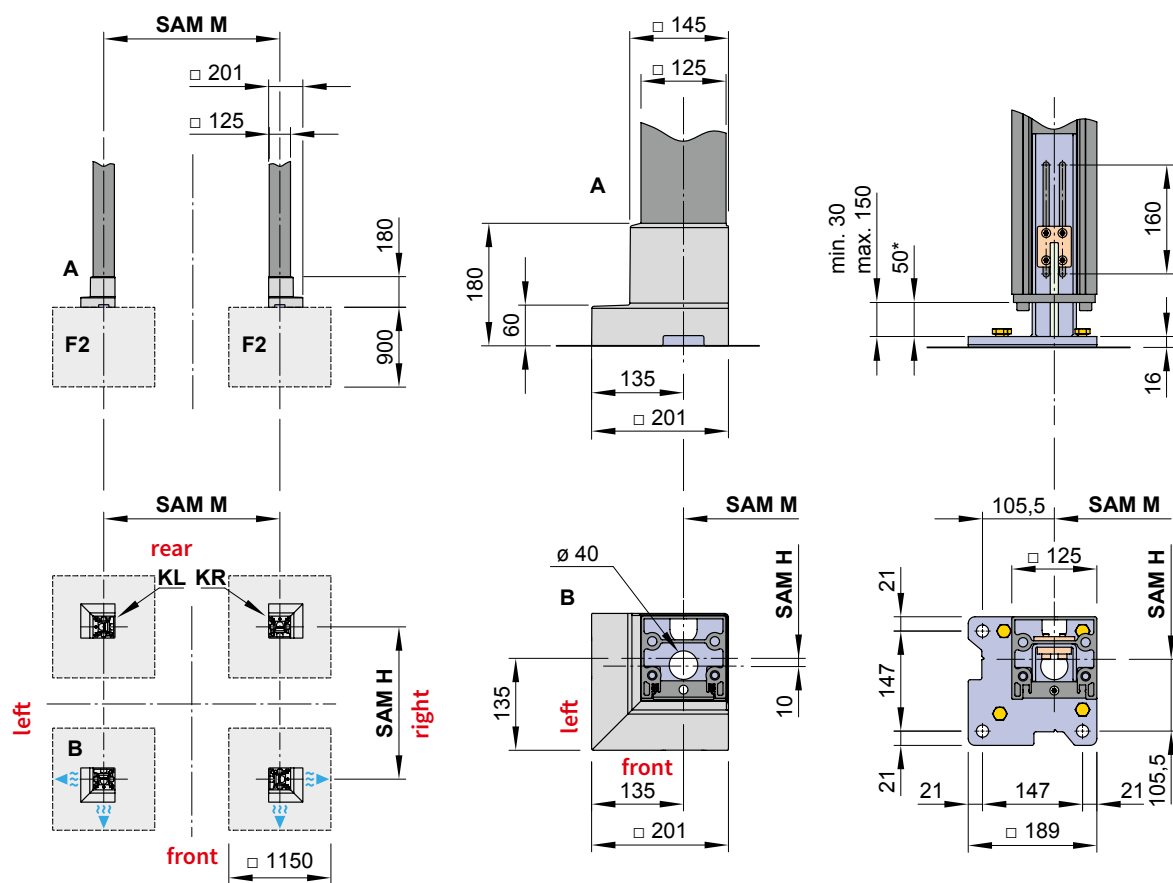 SAM M
□ 201
□ 125
180
A
F2
F2
900
□ 145
□ 125
A
180
60
135
□ 201
min. 30
max. 150
50*
160
16
SAM M
rear
KL KR
SAM H
left
right
B
front
□ 1150
SAM M
ø 40
B
SAM H
135
left
10
front
135
□ 201
105,5
SAM M
□ 125
21
SAM H
147
21
105,5
21
147
21
□ 189